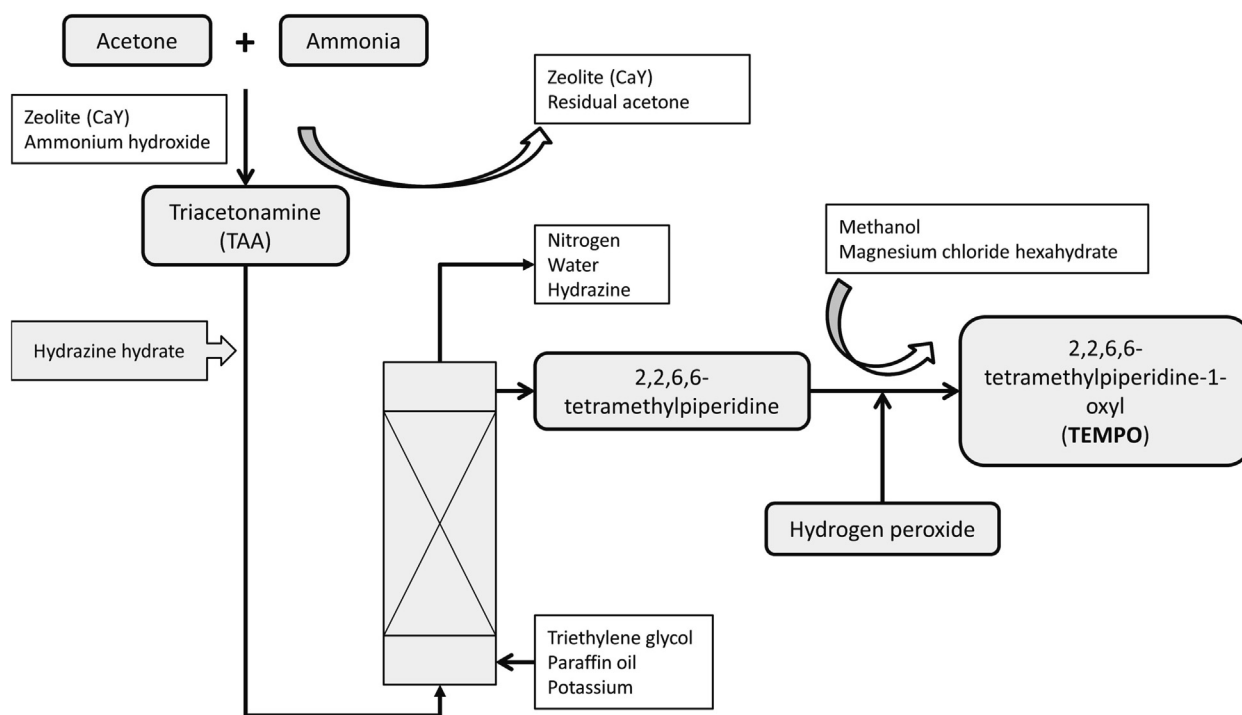 Acetone + Ammonia
Zeolite (CaY)
Ammonium hydroxide
Zeolite (CaY)
Residual acetone
Triacetonamine
(TAA)
Nitrogen
Water
Hydrazine
Methanol
Magnesium chloride hexahydrate
Hydrazine hydrate
2,2,6,6-
tetramethylpiperidine
2,2,6,6-
tetramethylpiperidine-1-
oxyl
(TEMPO)
Hydrogen peroxide
Triethylene glycol
Paraffin oil
Potassium